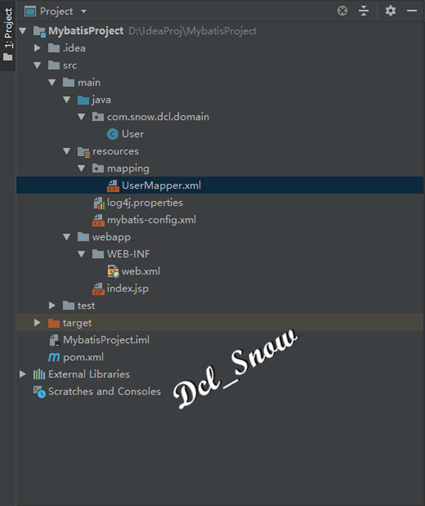 1: Project
Project
MybatisProject D:\IdeaProj\MybatisProject
.idea
src
main
java
com.snow.dcl.domain
User
resources
mapping
UserMapper.xml
log4j.properties
mybatis-config.xml
webapp
WEB-INF
web.xml
index.jsp
test
target
MybatisProject.iml
pom.xml
External Libraries
Scratches and Consoles
Dcl_Snow